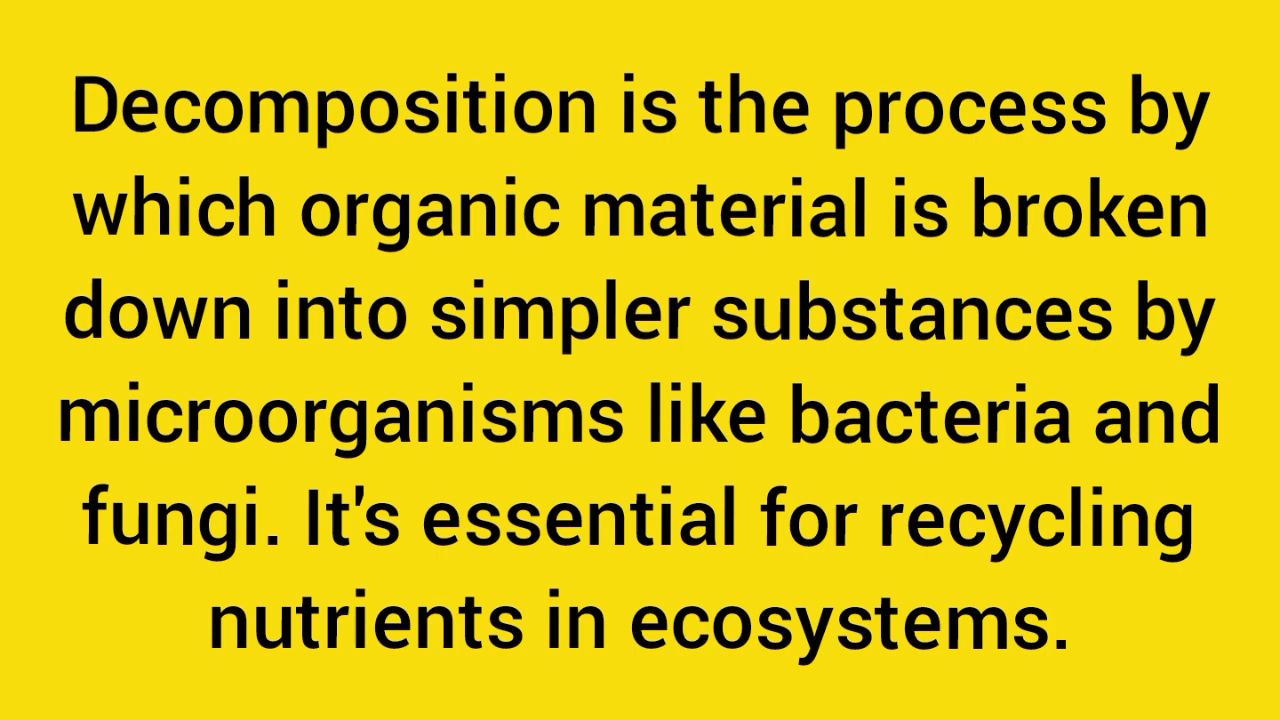 Decomposition is the process by
which organic material is broken
down into simpler substances by
microorganisms like bacteria and
fungi. It's essential for recycling
nutrients in ecosystems.